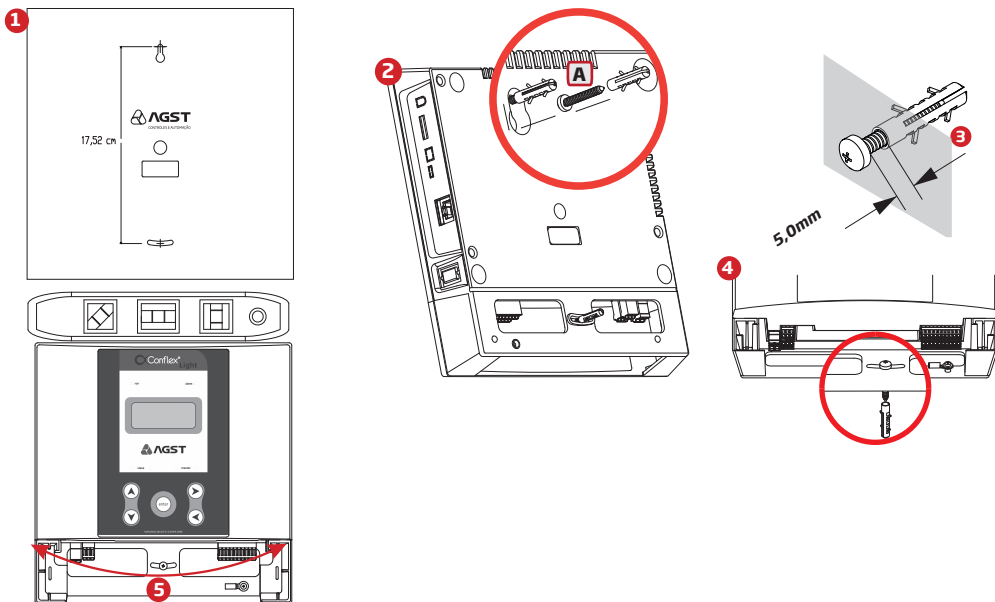 1
AGST
CONTROLES E AUTOMAÇÃO
17,52 cm
2
A
3
5,0mm
4
Conflex®
Light
AGST
enter
5